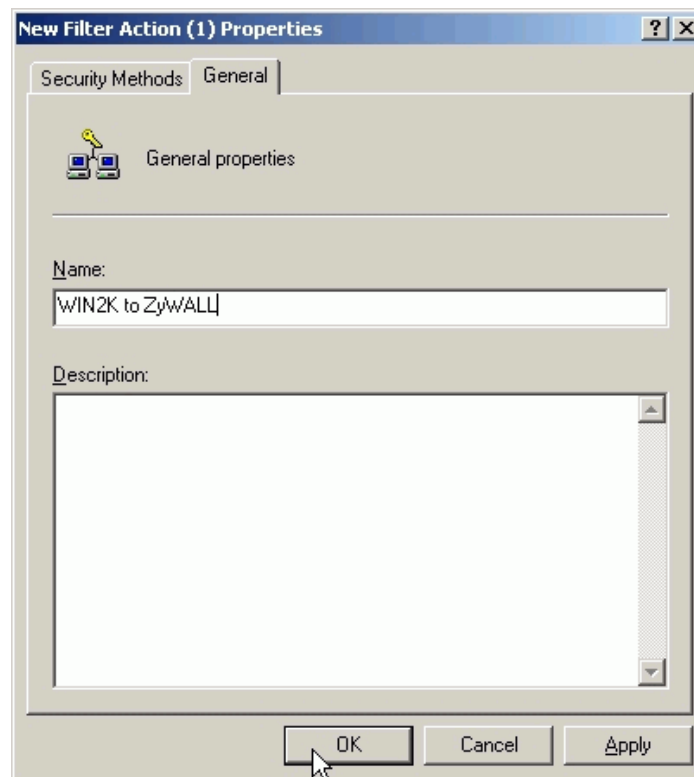 New Filter Action (1) Properties
Security Methods General
General properties
Name:
WIN2K to ZyWALL
Description:
OK Cancel Apply